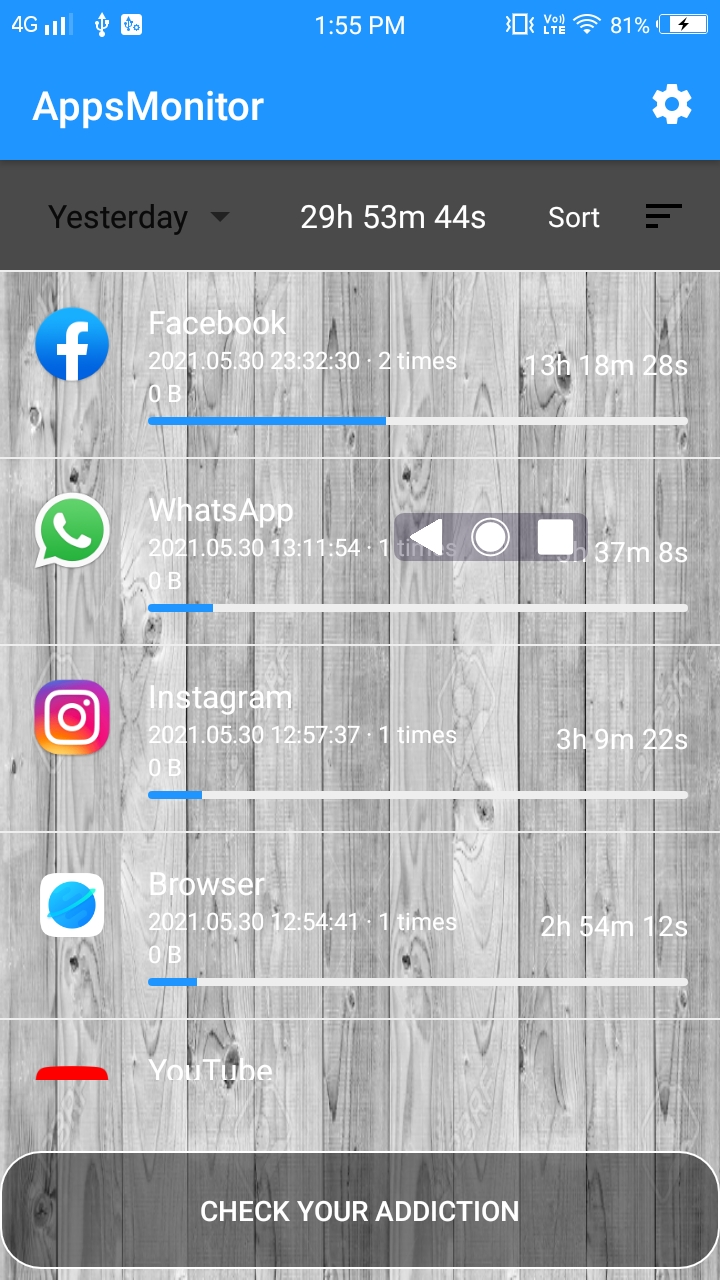 4G 1:55 PM Vo)) LTE 81%
AppsMonitor
Yesterday 29h 53m 44s Sort
Facebook
2021.05.30 23:32:30 · 2 times 13h 18m 28s
0 B
WhatsApp
2021.05.30 13:11:54 · 1 times 37m 8s
0 B
Instagram
2021.05.30 12:57:37 · 1 times 3h 9m 22s
0 B
Browser
2021.05.30 12:54:41 · 1 times 2h 54m 12s
0 B
YouTube
CHECK YOUR ADDICTION